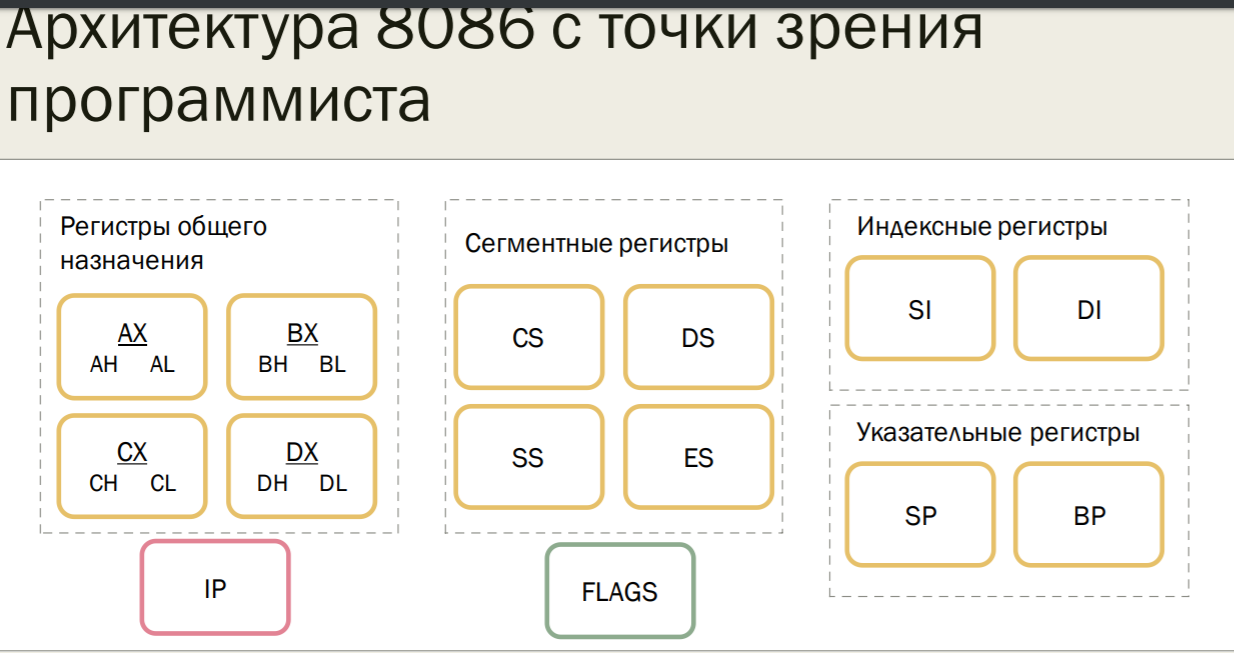 Архитектура 8086 с точки зрения
программиста
Регистры общего
назначения
AX
AH AL
BX
BH BL
CX
CH CL
DX
DH DL
IP
Сегментные регистры
CS
DS
SS
ES
FLAGS
Индексные регистры
SI
DI
Указательные регистры
SP
BP